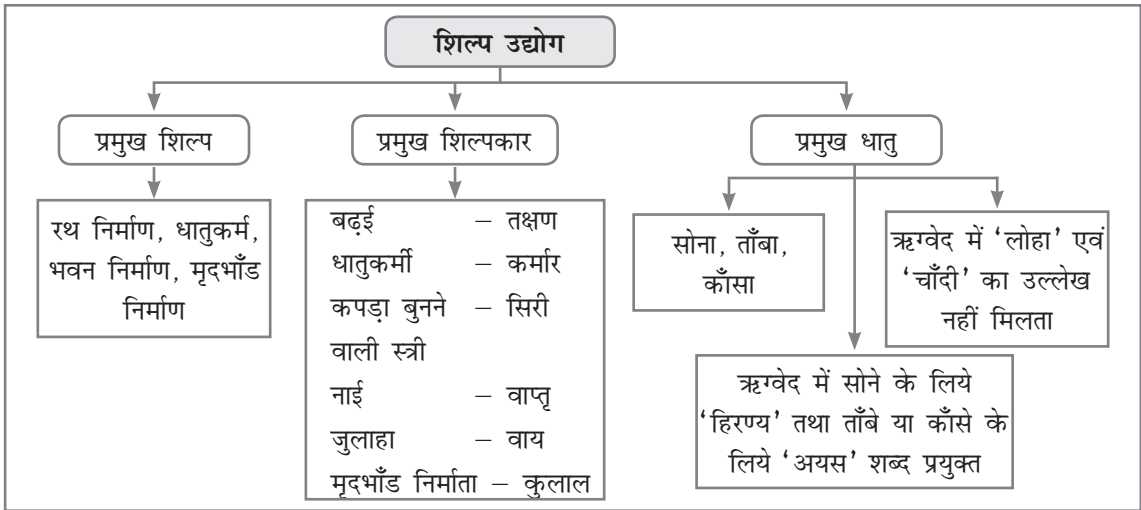 शिल्प उद्योग
प्रमुख शिल्प
प्रमुख शिल्पकार
प्रमुख धातु
रथ निर्माण, धातुकर्म,
भवन निर्माण, मृदभाँड
निर्माण
बढ़ई – तक्षण
धातुकर्मी – कर्मार
कपड़ा बुनने – सिरी
वाली स्त्री
नाई – वाप्तृ
जुलाहा – वाय
मृदभाँड निर्माता – कुलाल
सोना, ताँबा,
काँसा
ऋग्वेद में ‘लोहा’ एवं
‘चाँदी’ का उल्लेख
नहीं मिलता
ऋग्वेद में सोने के लिये
‘हिरण्य’ तथा ताँबे या काँसे के
लिये ‘अयस’ शब्द प्रयुक्त